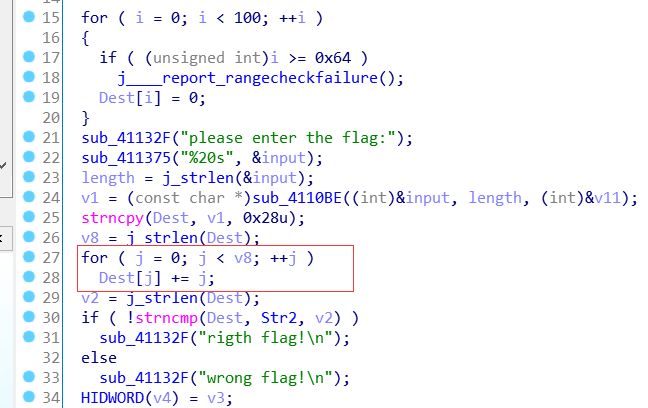 15 for ( i = 0; i < 100; ++i )
16 {
17 if ( (unsigned int)i >= 0x64 )
18 j____report_rangecheckfailure();
19 Dest[i] = 0;
20 }
21 sub_41132F("please enter the flag:");
22 sub_411375("%20s", &input);
23 length = j_strlen(&input);
24 v1 = (const char *)sub_4110BE((int)&input, length, (int)&v11);
25 strncpy(Dest, v1, 0x28u);
26 v8 = j_strlen(Dest);
27 for ( j = 0; j < v8; ++j )
28 Dest[j] += j;
29 v2 = j_strlen(Dest);
30 if ( !strncmp(Dest, Str2, v2) )
31 sub_41132F("rigth flag!\n");
32 else
33 sub_41132F("wrong flag!\n");
34 HIDWORD(v4) = v3;